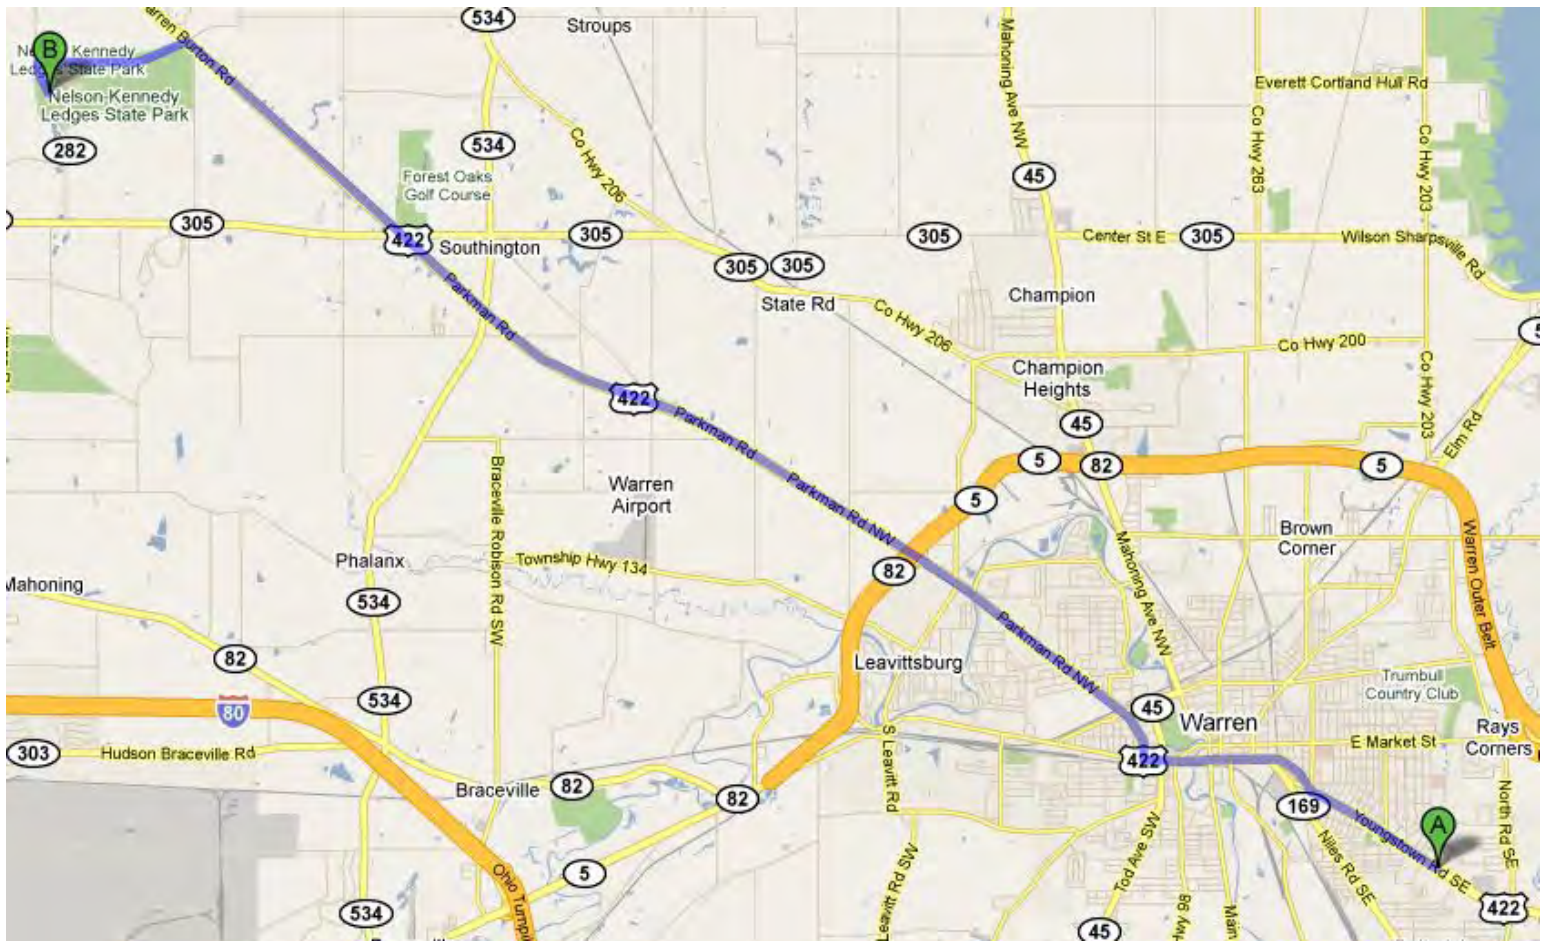 534
Stroups
Mahoning Ave NW
B
Kennedy
Ledges State Park
Burton Rd
Everett Cortland Hull Rd
Nelson-Kennedy
Ledges State Park
Co Hwy 263
Co Hwy 203
282
534
Co Hwy 206
45
Forest Oaks
Golf Course
305
422
Southington
305
305
Center St E
305
Wilson Sharpsville Rd
305
305
State Rd
Champion
Parkman Rd
Co Hwy 206
Co Hwy 200
Champion
Heights
Co Hwy 203
422
Parkman Rd
45
Elm Rd
5
82
5
Braceville Robison Rd SW
Warren
Airport
Parkman Rd NW
5
Brown
Corner
Mahoning Ave NW
Warren Outer Belt
Phalanx
Township Hwy 134
82
Mahoning
534
Parkman Rd NW
82
Leavittsburg
Trumbull
Country Club
534
80
45
Warren
Rays
Corners
303
Hudson Braceville Rd
S Leavitt Rd
422
E Market St
Braceville
82
82
169
Youngstown Rd SE
A
North Rd SE
5
Ohio Turnpi
Leavitt Rd SW
Tod Ave SW
Hwy 98
Main
Niles Rd SE
422
534
45